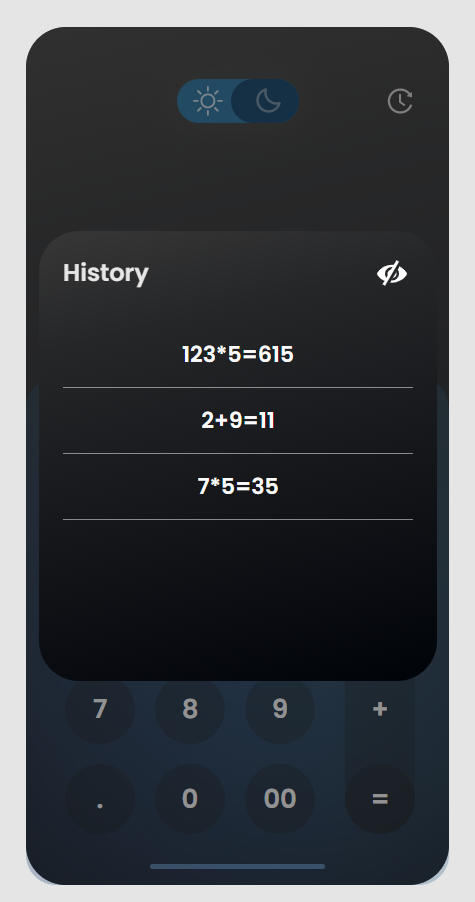 History
123*5=615
2+9=11
7*5=35
7 8 9 +
. 0 00 =